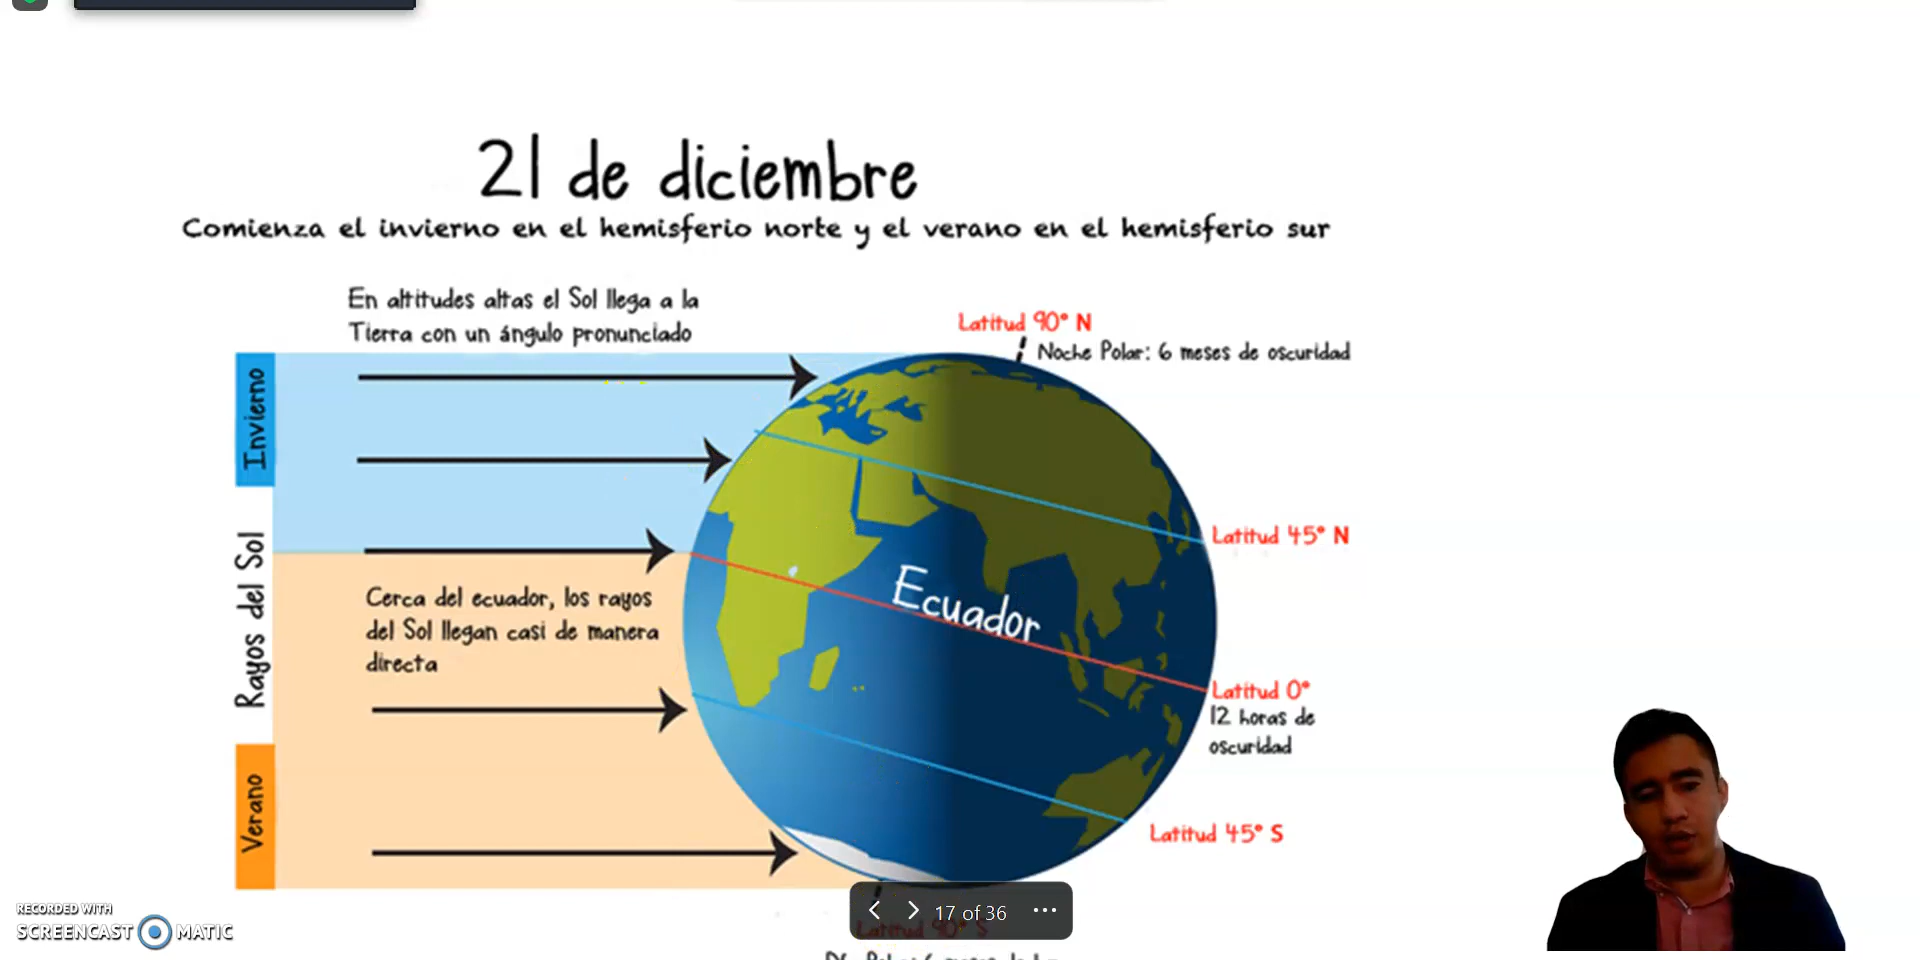 21 de diciembre
Comienza el invierno en el hemisferio norte y el verano en el hemisferio sur
En altitudes altas el Sol llega a la
Tierra con un ángulo pronunciado
Latitud 90° N
Noche Polar: 6 meses de oscuridad
Invierno
Latitud 45° N
Rayos del Sol
Cerca del ecuador, los rayos
del Sol llegan casi de manera
directa
Ecuador
Latitud 0°
12 horas de
oscuridad
Verano
Latitud 45° S
17 of 36
Latitud 90° S
RECORDED WITH
SCREENCAST MATIC